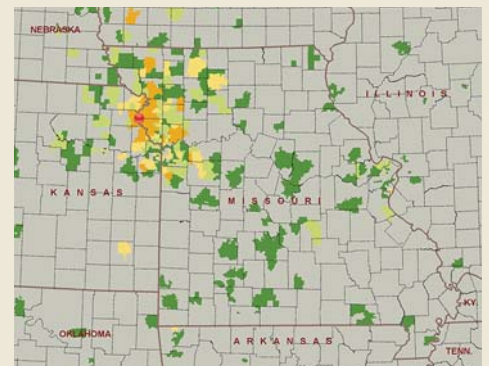 NEBRASKA
ILLINOIS
KANSAS
MISSOURI
KY.
OKLAHOMA
ARKANSAS
TENN.